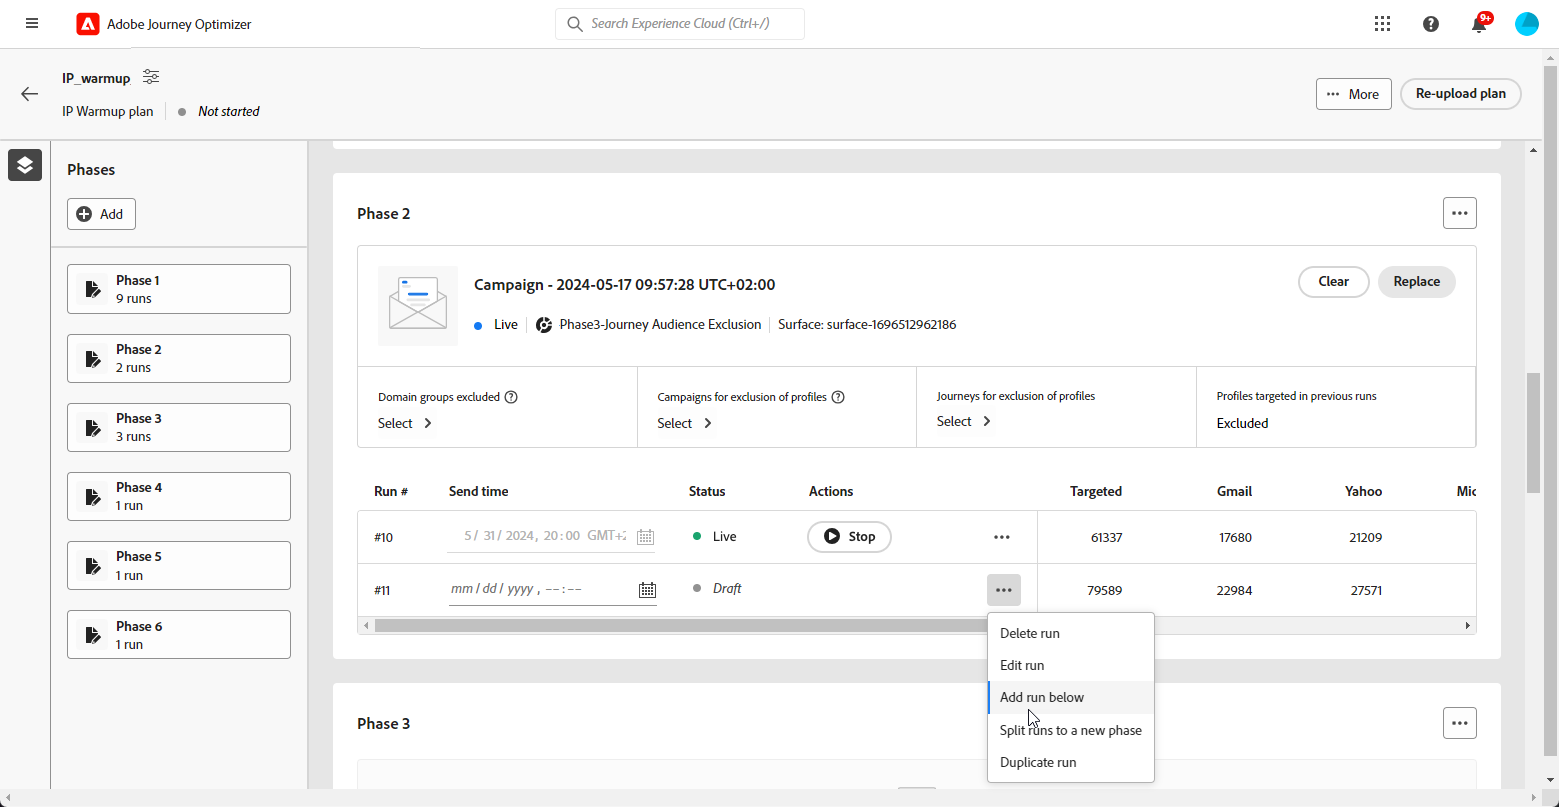 Adobe Journey Optimizer
Search Experience Cloud (Ctrl+/)
9+
IP_warmup
IP Warmup plan
Not started
More
Re-upload plan
Phases
Add
Phase 1
9 runs
Phase 2
2 runs
Phase 3
3 runs
Phase 4
1 run
Phase 5
1 run
Phase 6
1 run
Phase 2
Campaign - 2024-05-17 09:57:28 UTC+02:00
Clear
Replace
Live
Phase3-Journey Audience Exclusion
Surface: surface-1696512962186
Domain groups excluded
Select
Campaigns for exclusion of profiles
Select
Journeys for exclusion of profiles
Select
Profiles targeted in previous runs
Excluded
Run # Send time Status Actions Targeted Gmail Yahoo Mic
#10 5/ 31/ 2024, 20:00 GMT+2 Live Stop 61337 17680 21209
#11 mm/dd/yyyy, --:-- Draft 79589 22984 27571
Delete run
Edit run
Add run below
Split runs to a new phase
Duplicate run
Phase 3